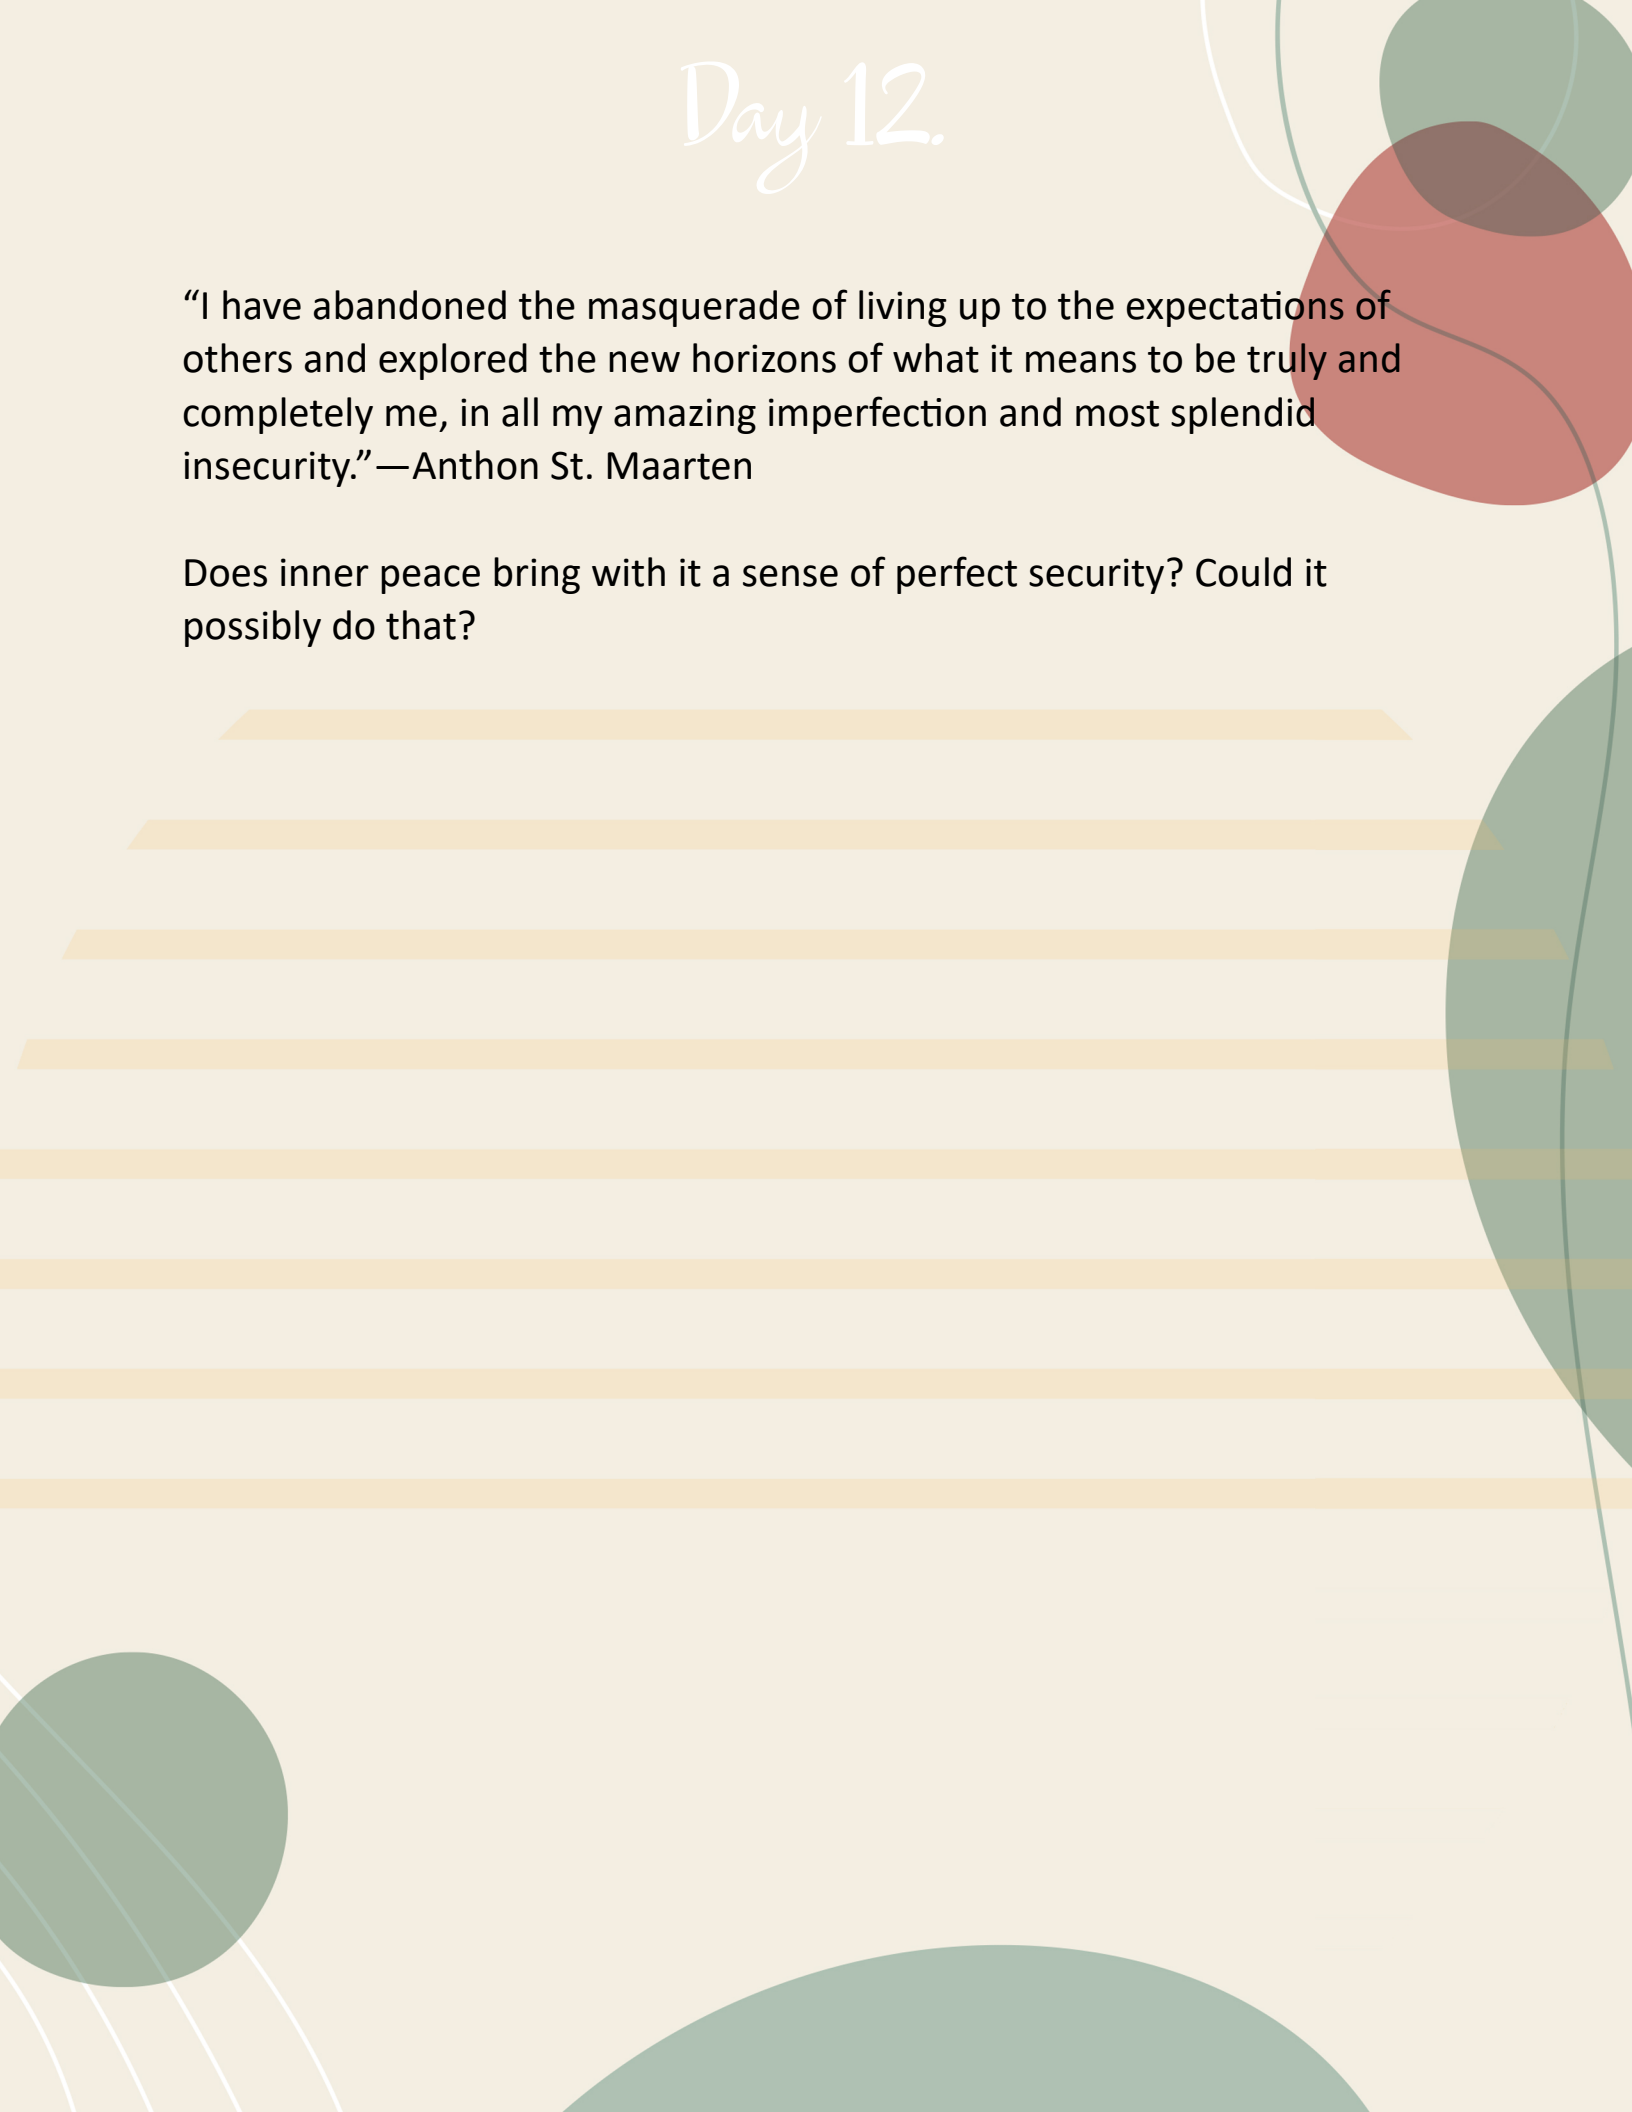 Day 12.
“I have abandoned the masquerade of living up to the expectations of
others and explored the new horizons of what it means to be truly and
completely me, in all my amazing imperfection and most splendid
insecurity.”—Anthon St. Maarten
Does inner peace bring with it a sense of perfect security? Could it
possibly do that?